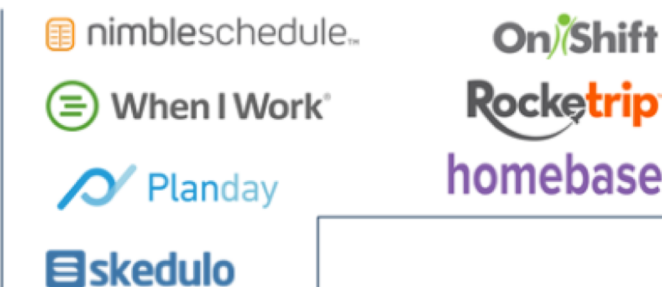 nimbleschedule™
OnShift
When I Work®
Rocketrip
Planday
homebase
skedulo